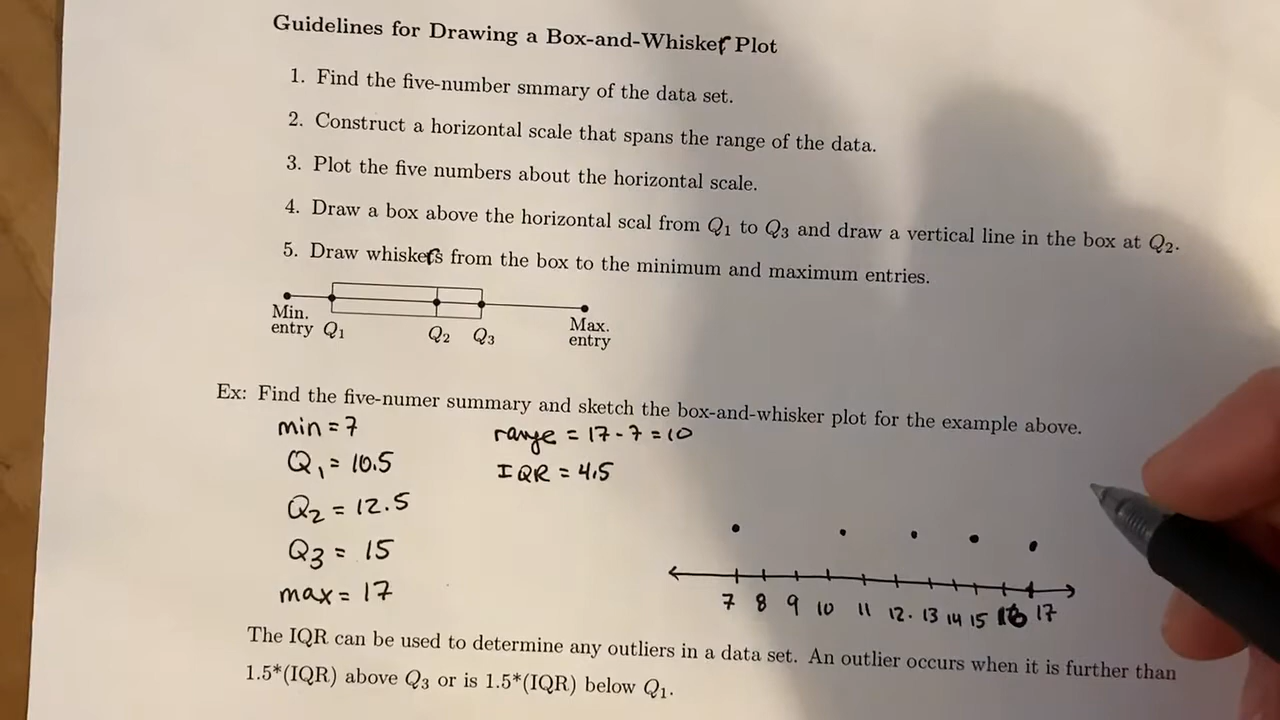 Guidelines for Drawing a Box-and-Whisker Plot
1. Find the five-number smmary of the data set.
2. Construct a horizontal scale that spans the range of the data.
3. Plot the five numbers about the horizontal scale.
4. Draw a box above the horizontal scal from Q₁ to Q₃ and draw a vertical line in the box at Q₂.
5. Draw whiskers from the box to the minimum and maximum entries.
Min. Max.
entry Q₁ Q₂ Q₃ entry
Ex: Find the five-numer summary and sketch the box-and-whisker plot for the example above.
min = 7 range = 17 - 7 = 10
Q₁ = 10.5 IQR = 4.5
Q₂ = 12.5
Q₃ = 15
max = 17
7 8 9 10 11 12. 13 14 15 16 17
The IQR can be used to determine any outliers in a data set. An outlier occurs when it is further than
1.5*(IQR) above Q₃ or is 1.5*(IQR) below Q₁.